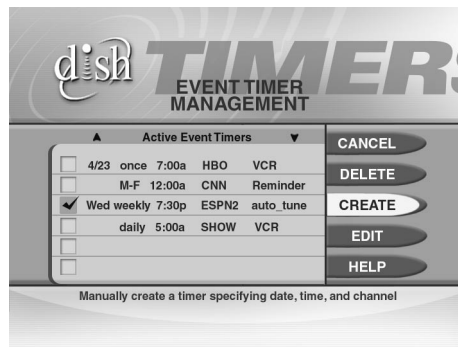 dish TIMERS
EVENT TIMER
MANAGEMENT
Active Event Timers
4/23 once 7:00a HBO VCR
M-F 12:00a CNN Reminder
Wed weekly 7:30p ESPN2 auto_tune
daily 5:00a SHOW VCR
CANCEL
DELETE
CREATE
EDIT
HELP
Manually create a timer specifying date, time, and channel